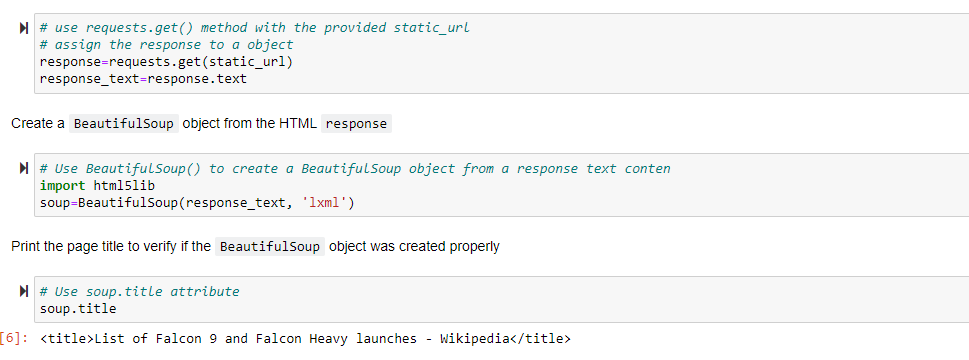 # use requests.get() method with the provided static_url
# assign the response to a object
response=requests.get(static_url)
response_text=response.text
Create a BeautifulSoup object from the HTML response
# Use BeautifulSoup() to create a BeautifulSoup object from a response text conten
import html5lib
soup=BeautifulSoup(response_text, 'lxml')
Print the page title to verify if the BeautifulSoup object was created properly
# Use soup.title attribute
soup.title
[6]: <title>List of Falcon 9 and Falcon Heavy launches - Wikipedia</title>